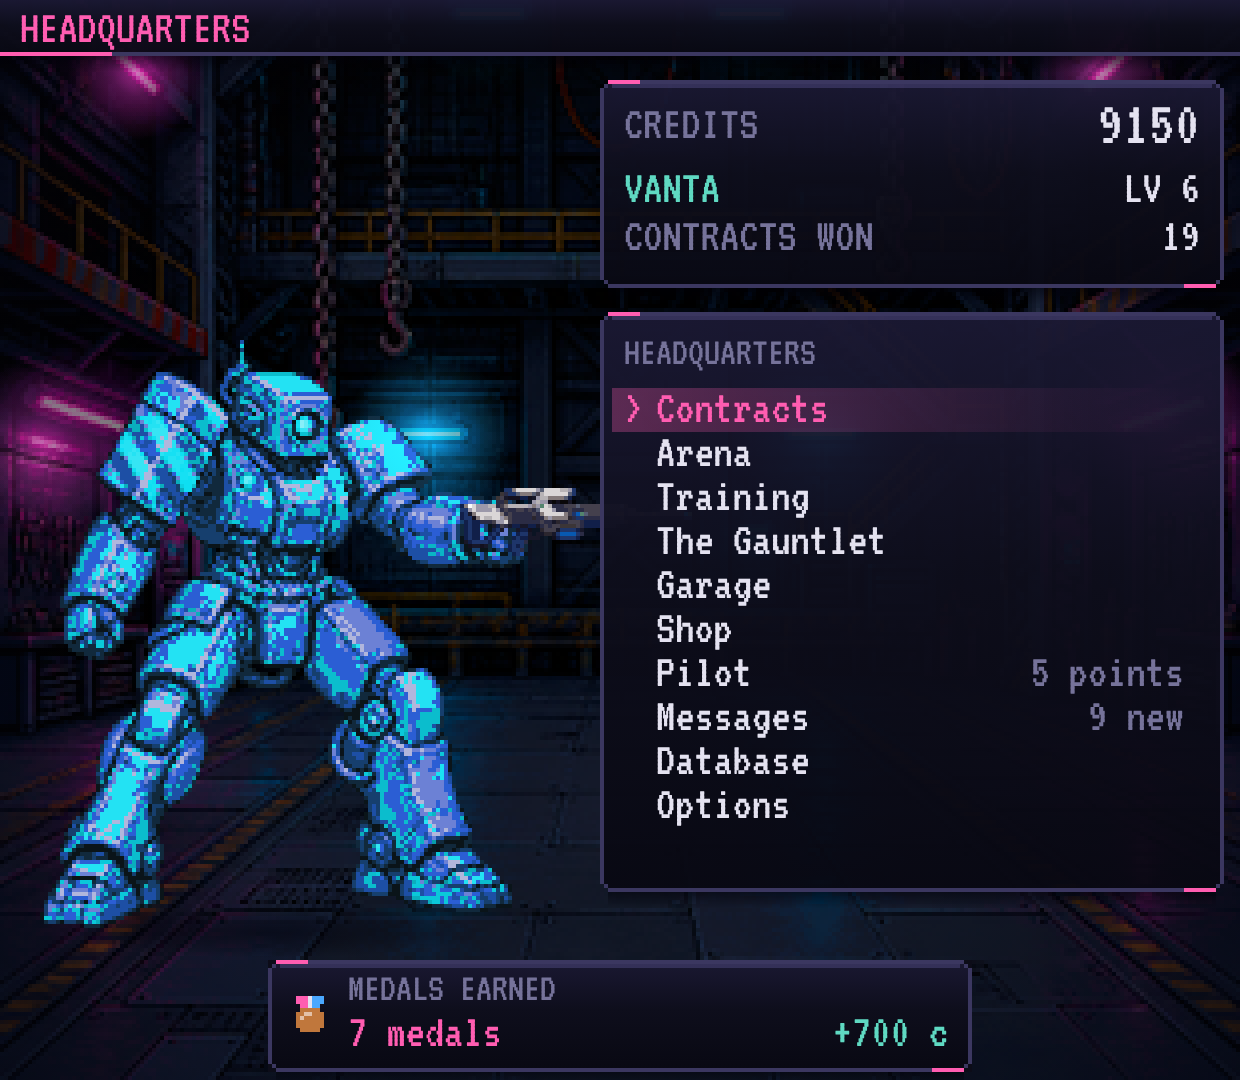 HEADQUARTERS
CREDITS 9150
VANTA LV 6
CONTRACTS WON 19
HEADQUARTERS
> Contracts
Arena
Training
The Gauntlet
Garage
Shop
Pilot 5 points
Messages 9 new
Database
Options
MEDALS EARNED
7 medals +700 c